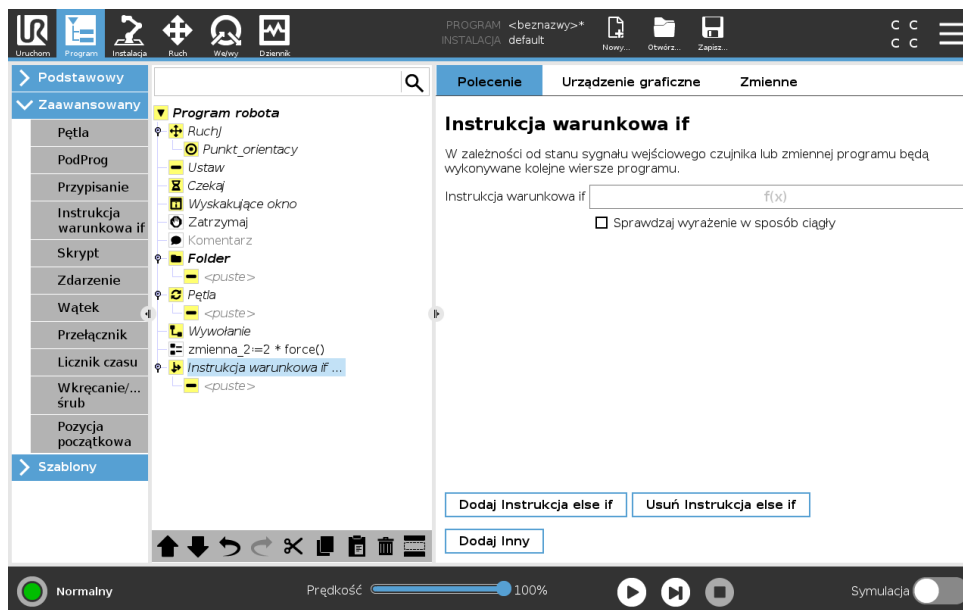 PROGRAM <beznazwy>*
INSTALACJA default
Uruchom
Program
Instalacja
Ruch
We/wy
Dziennik
Nowy...
Otwórz...
Zapisz...
C C
C C
Podstawowy
Zaawansowany
Pętla
PodProg
Przypisanie
Instrukcja
warunkowa if
Skrypt
Zdarzenie
Wątek
Przełącznik
Licznik czasu
Wkręcanie/...
śrub
Pozycja
początkowa
Szablony
Program robota
RuchJ
Punkt_orientacy
Ustaw
Czekaj
Wyskakujące okno
Zatrzymaj
Komentarz
Folder
<puste>
Pętla
<puste>
Wywołanie
zmienna_2:=2 * force()
Instrukcja warunkowa if ...
<puste>
Polecenie
Urządzenie graficzne
Zmienne
Instrukcja warunkowa if
W zależności od stanu sygnału wejściowego czujnika lub zmiennej programu będą
wykonywane kolejne wiersze programu.
Instrukcja warunkowa if
f(x)
Sprawdzaj wyrażenie w sposób ciągły
Dodaj Instrukcja else if
Usuń Instrukcja else if
Dodaj Inny
Normalny
Prędkość
100%
Symulacja